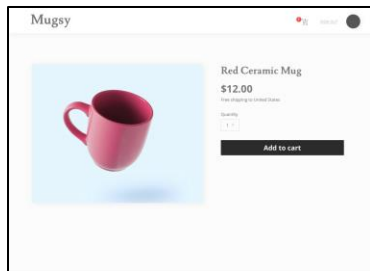 Mugsy
Red Ceramic Mug
$12.00
Free shipping to United States
Quantity
1
Add to cart